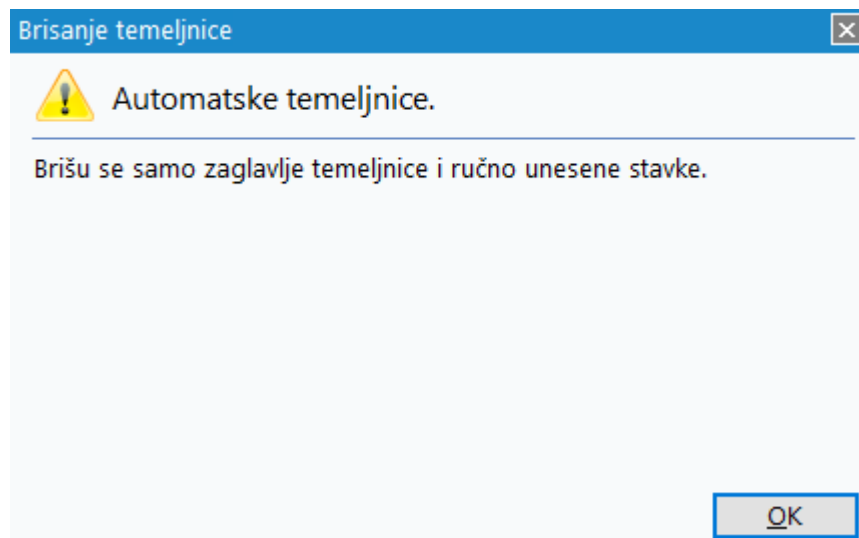 Brisanje temeljnice
Automatske temeljnice.
Brišu se samo zaglavlje temeljnice i ručno unesene stavke.
OK